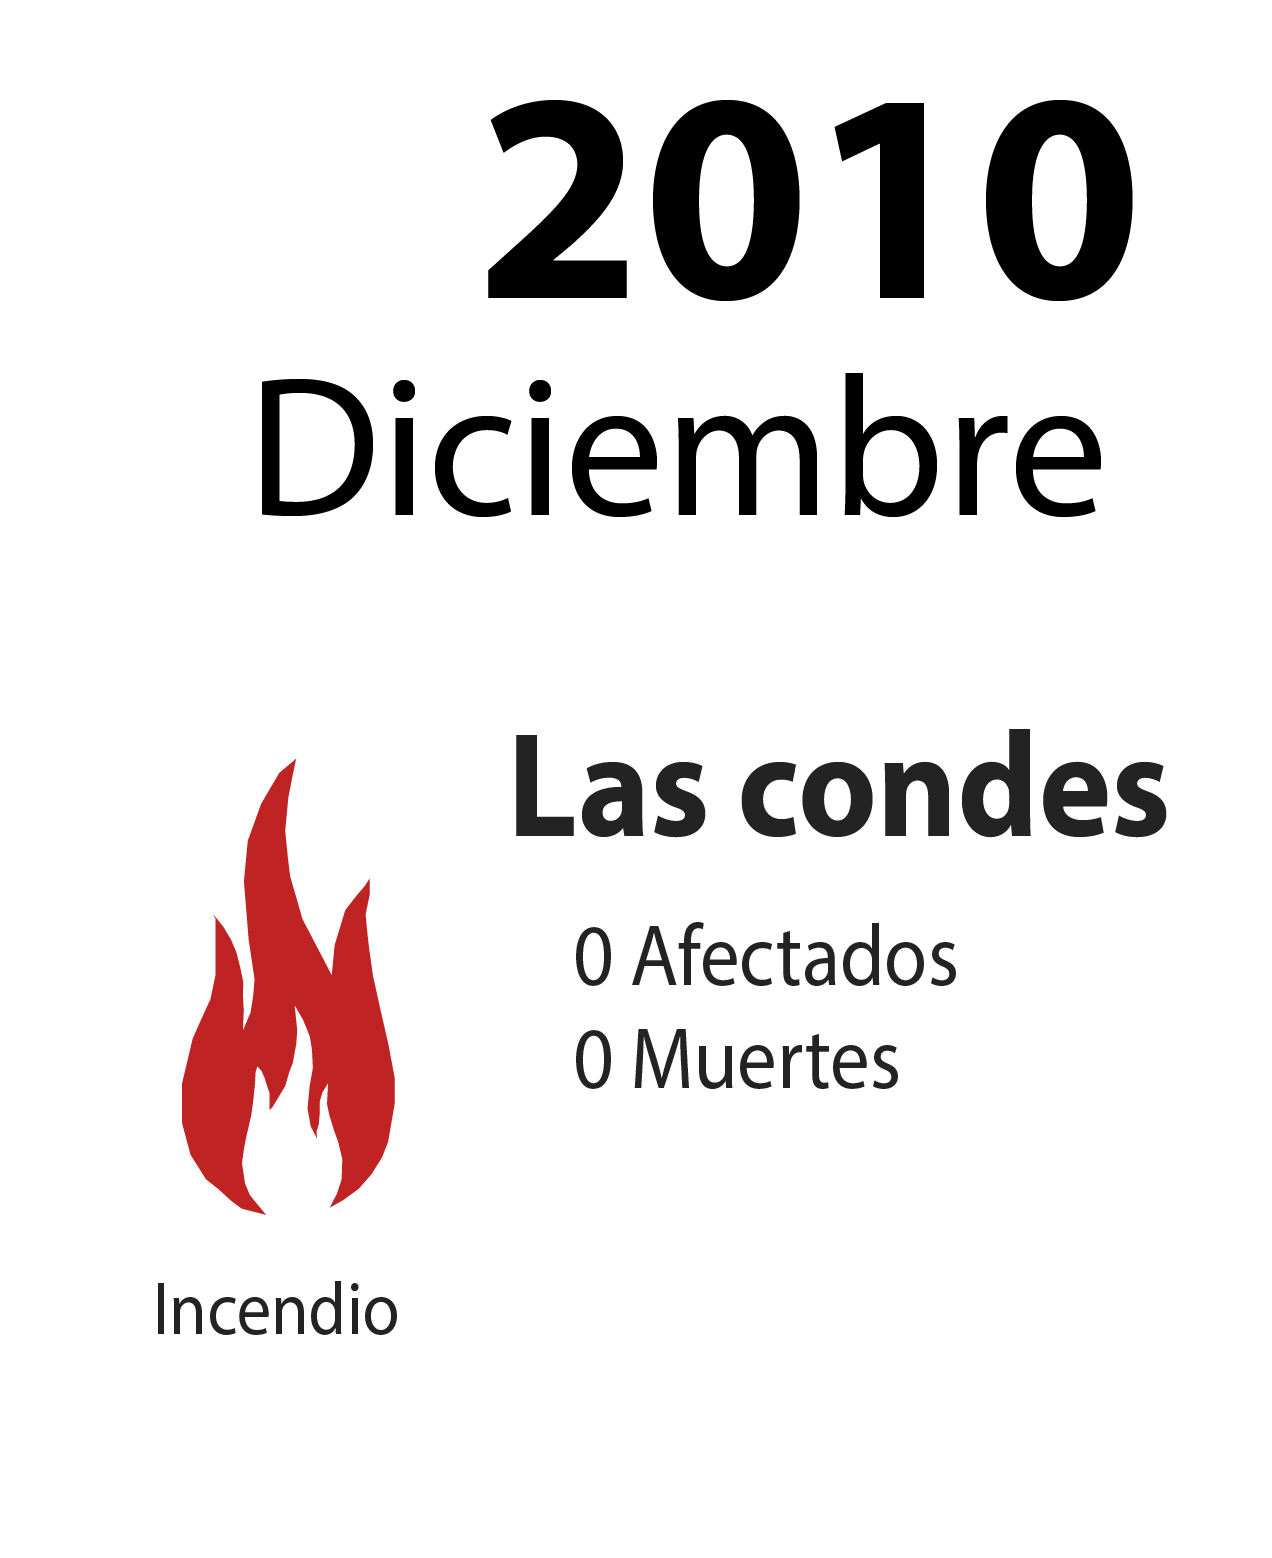 2010
Diciembre
Las condes
0 Afectados
0 Muertes
Incendio